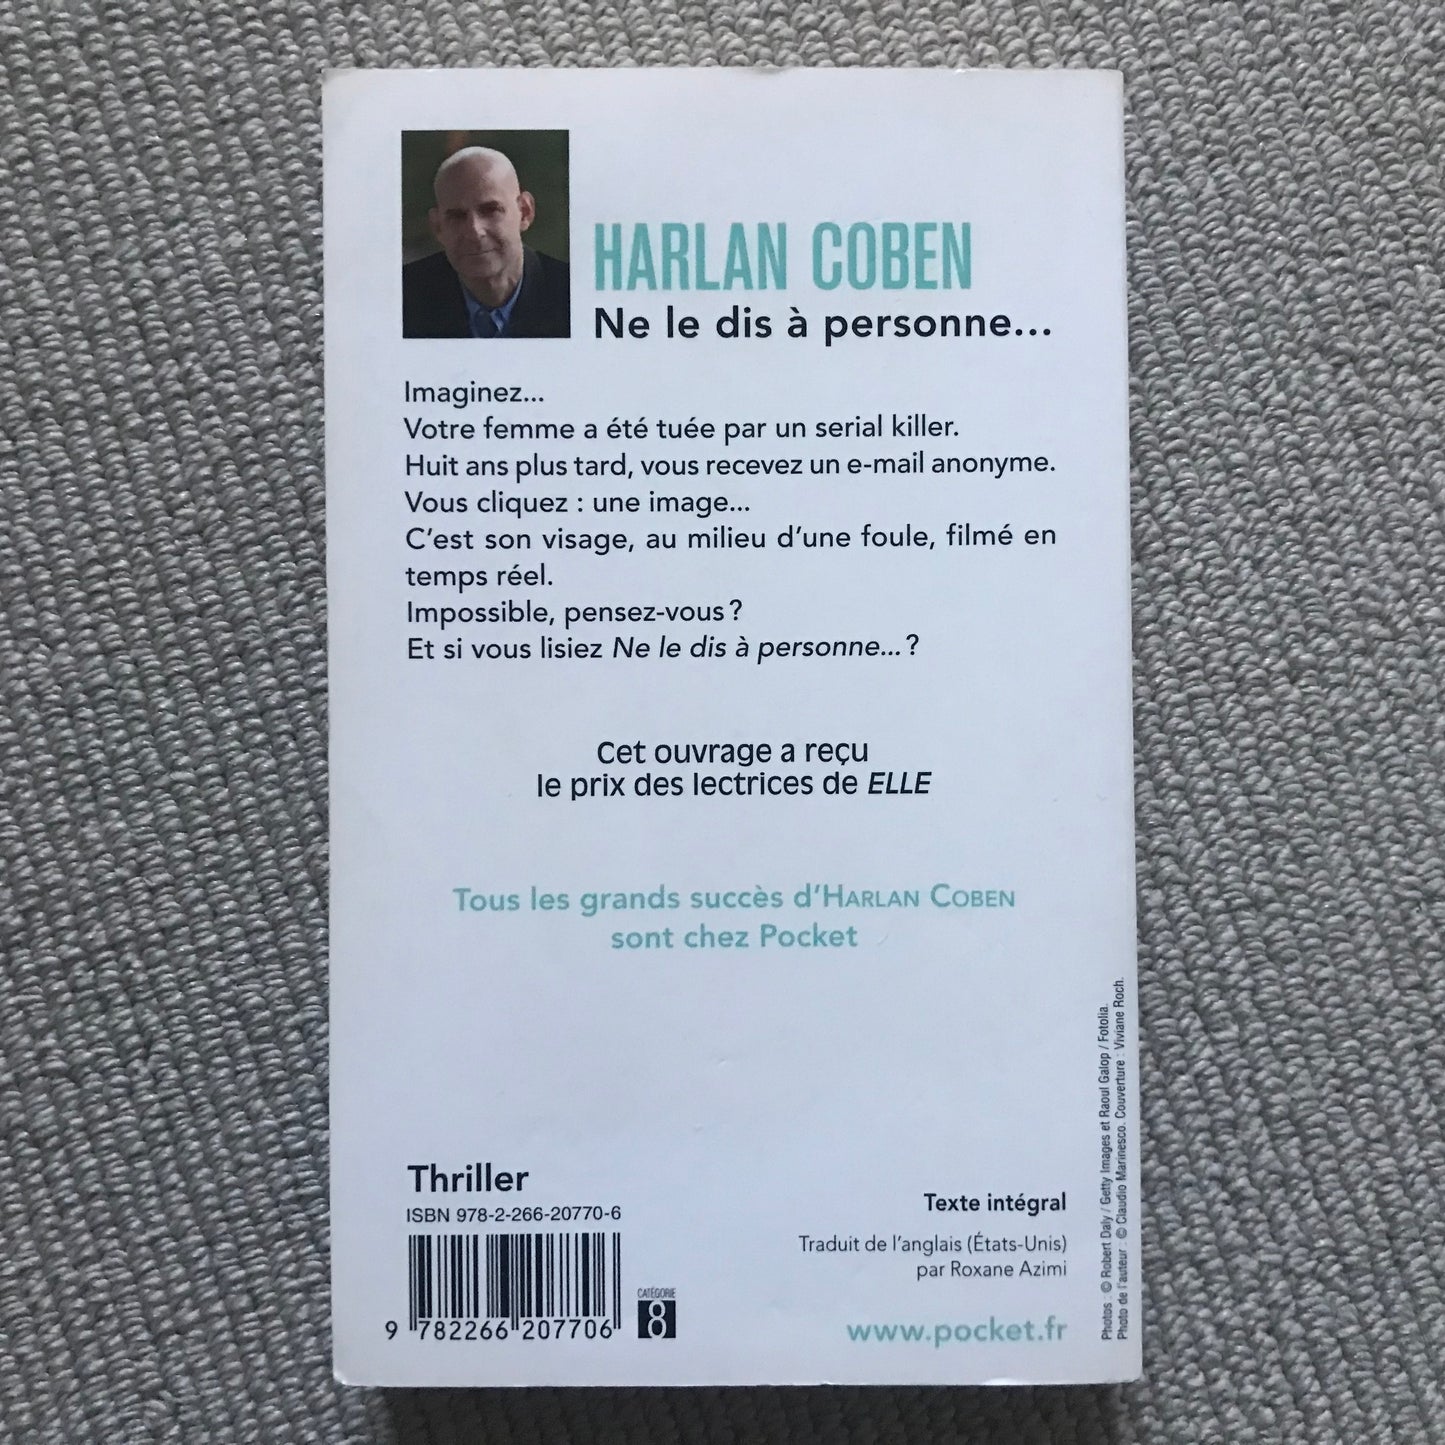 HARLAN COBEN
Ne le dis à personne...
Imaginez...
Votre femme a été tuée par un serial killer.
Huit ans plus tard, vous recevez un e-mail anonyme.
Vous cliquez : une image...
C'est son visage, au milieu d'une foule, filmé en
temps réel.
Impossible, pensez-vous ?
Et si vous lisiez Ne le dis à personne... ?
Cet ouvrage a reçu
le prix des lectrices de ELLE
Tous les grands succès d'HARLAN COBEN
sont chez Pocket
Thriller
ISBN 978-2-266-20770-6
9 782266 207706
CATÉGORIE
8
Texte intégral
Traduit de l'anglais (États-Unis)
par Roxane Azimi
www.pocket.fr
Photos : © Robert Daly / Getty Images et Raoul Galop / Fotolia.
Photo de l'auteur : © Claudio Marinesco. Couverture : Viviane Roch.